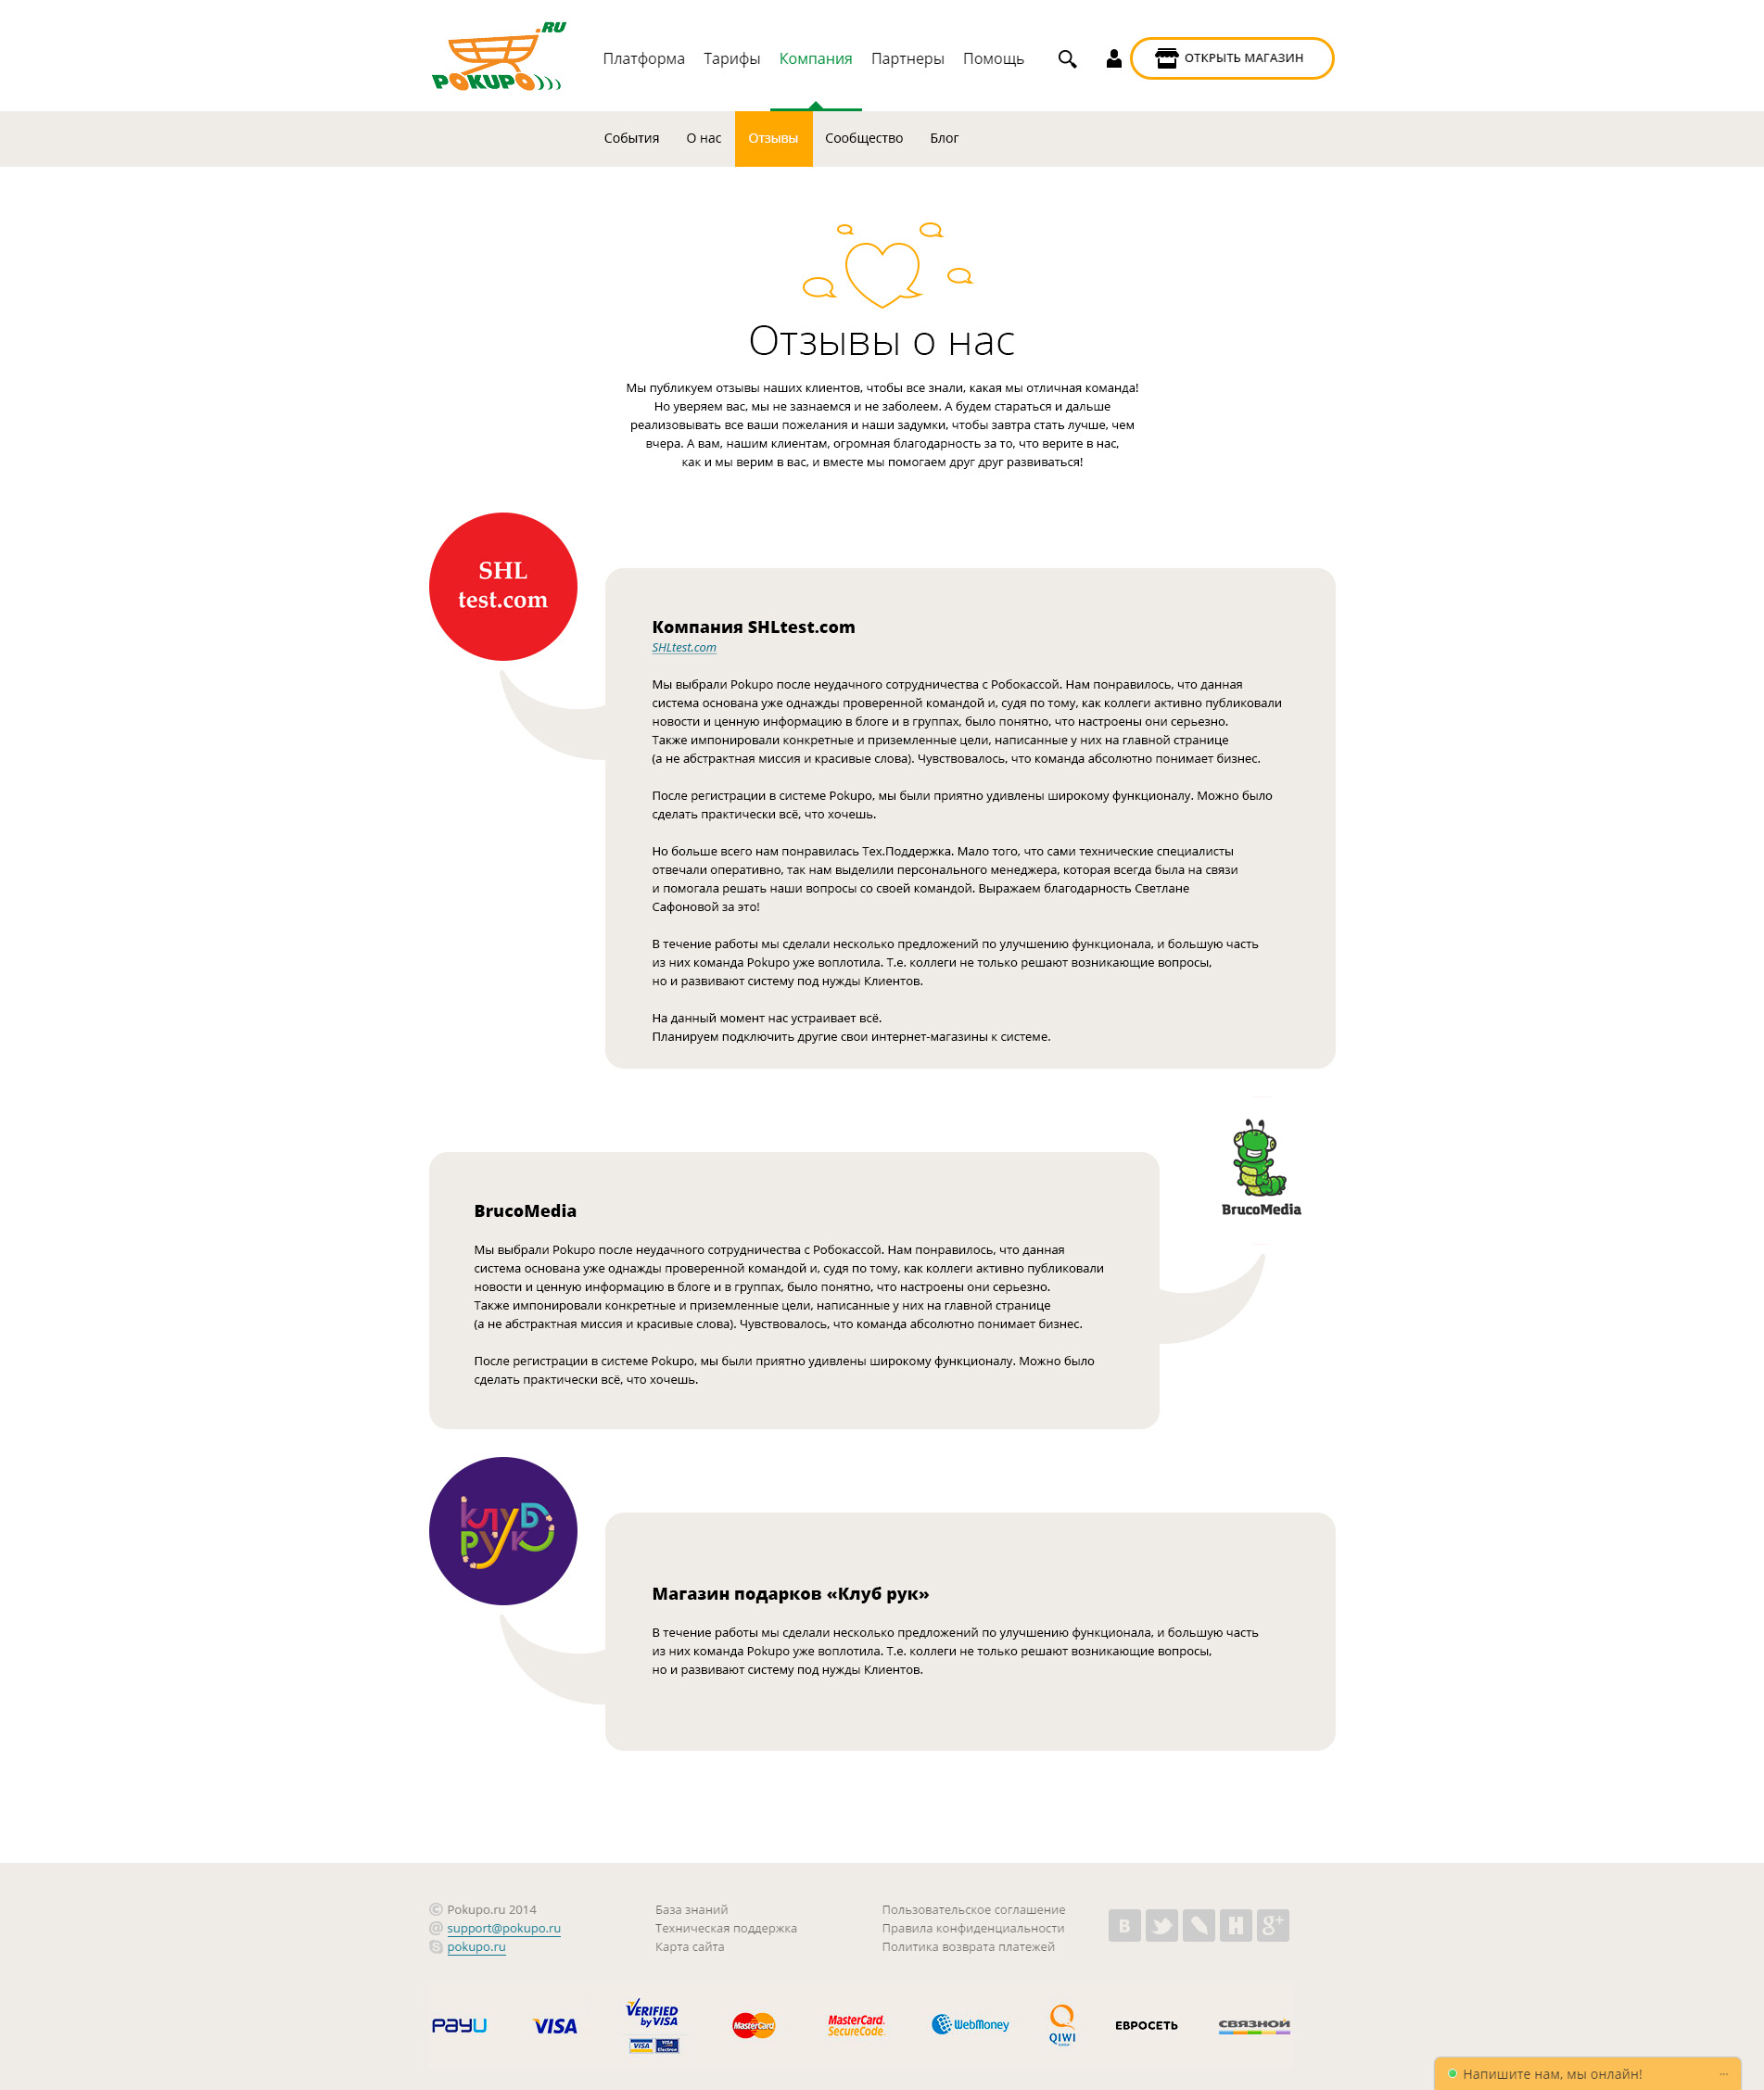 .RU
POKUPO
Платформа Тарифы Компания Партнеры Помощь ОТКРЫТЬ МАГАЗИН
События О нас Отзывы Сообщество Блог
Отзывы о нас
Мы публикуем отзывы наших клиентов, чтобы все знали, какая мы отличная команда!
Но уверяем вас, мы не зазнаемся и не заболеем. А будем стараться и дальше
реализовывать все ваши пожелания и наши задумки, чтобы завтра стать лучше, чем
вчера. А вам, нашим клиентам, огромная благодарность за то, что верите в нас,
как и мы верим в вас, и вместе мы помогаем друг друг развиваться!
SHL
test.com
Компания SHLtest.com
SHLtest.com
Мы выбрали Pokupo после неудачного сотрудничества с Робокассой. Нам понравилось, что данная
система основана уже однажды проверенной командой и, судя по тому, как коллеги активно публиковали
новости и ценную информацию в блоге и в группах, было понятно, что настроены они серьезно.
Также импонировали конкретные и приземленные цели, написанные у них на главной странице
(а не абстрактная миссия и красивые слова). Чувствовалось, что команда абсолютно понимает бизнес.
После регистрации в системе Pokupo, мы были приятно удивлены широкому функционалу. Можно было
сделать практически всё, что хочешь.
Но больше всего нам понравилась Тех.Поддержка. Мало того, что сами технические специалисты
отвечали оперативно, так нам выделили персонального менеджера, которая всегда была на связи
и помогала решать наши вопросы со своей командой. Выражаем благодарность Светлане
Сафоновой за это!
В течение работы мы сделали несколько предложений по улучшению функционала, и большую часть
из них команда Pokupo уже воплотила. Т.е. коллеги не только решают возникающие вопросы,
но и развивают систему под нужды Клиентов.
На данный момент нас устраивает всё.
Планируем подключить другие свои интернет-магазины к системе.
BrucoMedia
BrucoMedia
Мы выбрали Pokupo после неудачного сотрудничества с Робокассой. Нам понравилось, что данная
система основана уже однажды проверенной командой и, судя по тому, как коллеги активно публиковали
новости и ценную информацию в блоге и в группах, было понятно, что настроены они серьезно.
Также импонировали конкретные и приземленные цели, написанные у них на главной странице
(а не абстрактная миссия и красивые слова). Чувствовалось, что команда абсолютно понимает бизнес.
После регистрации в системе Pokupo, мы были приятно удивлены широкому функционалу. Можно было
сделать практически всё, что хочешь.
клуб
рук
Магазин подарков «Клуб рук»
В течение работы мы сделали несколько предложений по улучшению функционала, и большую часть
из них команда Pokupo уже воплотила. Т.е. коллеги не только решают возникающие вопросы,
но и развивают систему под нужды Клиентов.
© Pokupo.ru 2014 База знаний Пользовательское соглашение
@ support@pokupo.ru Техническая поддержка Правила конфиденциальности
pokupo.ru Карта сайта Политика возврата платежей
В H g+
PayU VISA VERIFIED by VISA MasterCard MasterCard. SecureCode. WebMoney QIWI ЕВРОСЕТЬ СВЯЗНОЙ
VISA VISA Electron
Напишите нам, мы онлайн! ...